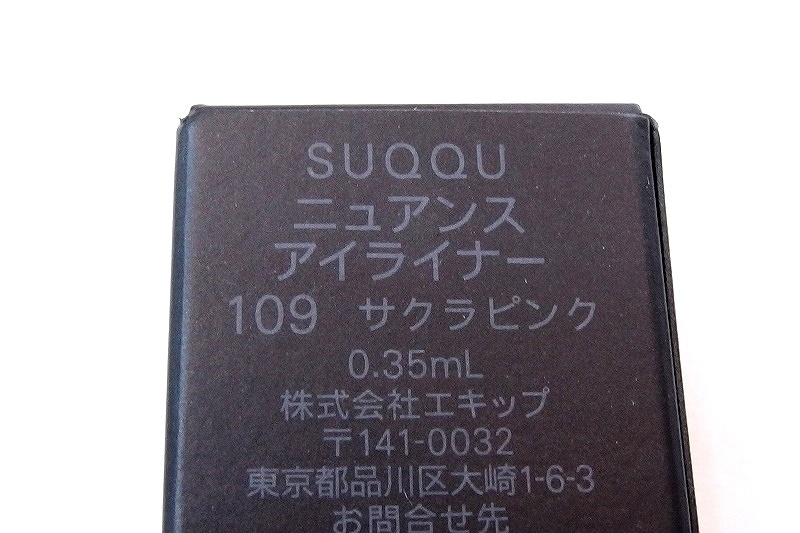 SUQQU
ニュアンス
アイライナー
109 サクラピンク
0.35mL
株式会社エキップ
〒141-0032
東京都品川区大崎1-6-3
お問合せ先